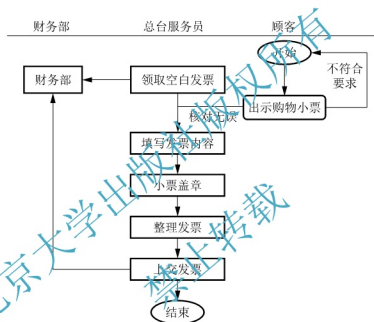 财务部 总台服务员 顾客
开始
财务部 领取空白发票 不符合
要求
出示购物小票
核对无误
填写发票内容
小票盖章
整理发票
上交发票
结束
北京大学出版社版权所有
禁止转载